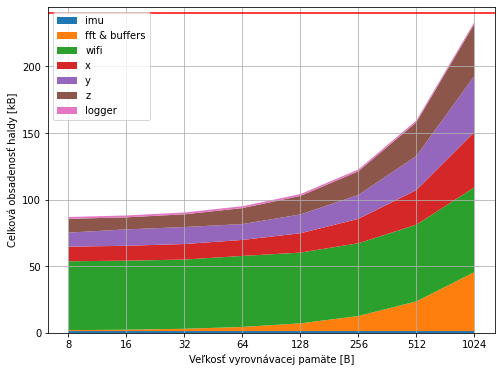 imu
fft & buffers
wifi
x
y
z
logger
Celková obsadenosť haldy [kB]
200
150
100
50
0
8 16 32 64 128 256 512 1024
Veľkosť vyrovnávacej pamäte [B]